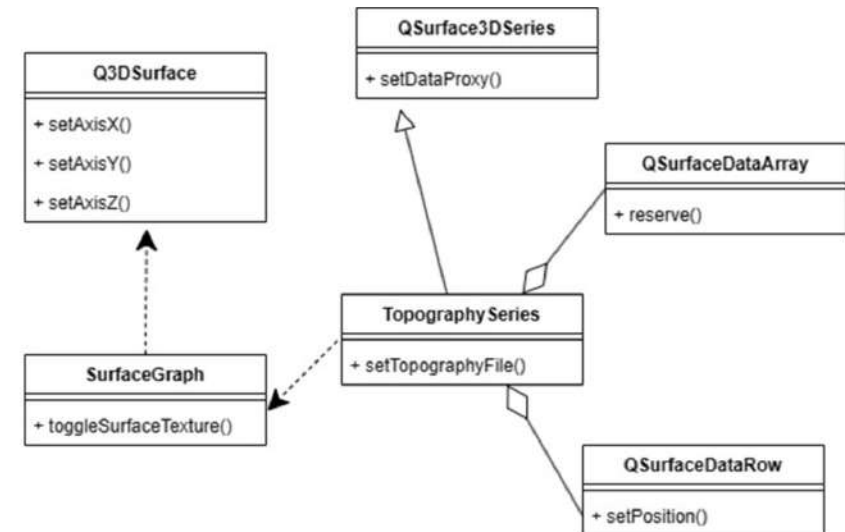 QSurface3DSeries
+ setDataProxy()
Q3DSurface
+ setAxisX()
+ setAxisY()
+ setAxisZ()
QSurfaceDataArray
+ reserve()
TopographySeries
+ setTopographyFile()
SurfaceGraph
+ toggleSurfaceTexture()
QSurfaceDataRow
+ setPosition()